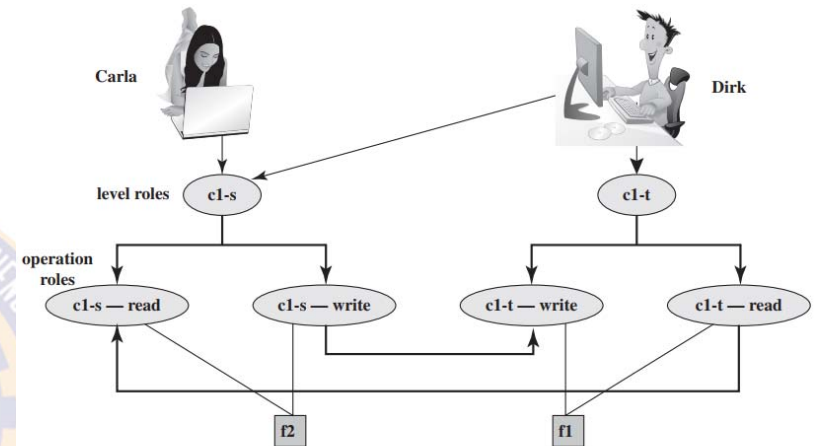 Carla
Dirk
level roles
c1-s
c1-t
operation
roles
c1-s — read
c1-s — write
c1-t — write
c1-t — read
f2
f1